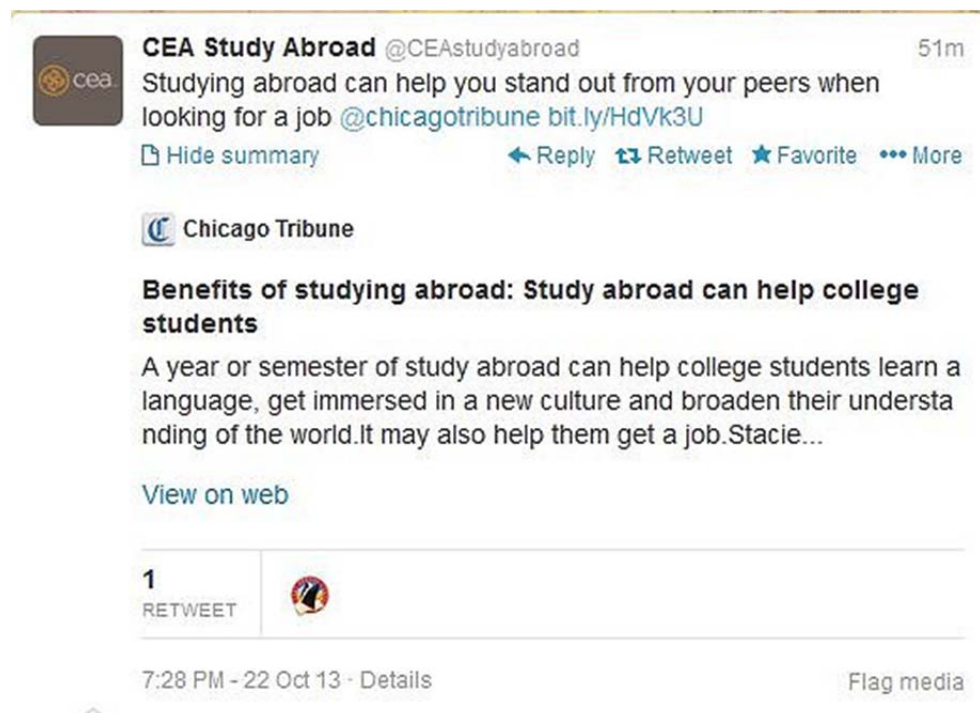 cea
CEA Study Abroad @CEAstudyabroad 51m
Studying abroad can help you stand out from your peers when
looking for a job @chicagotribune bit.ly/HdVk3U
Hide summary Reply Retweet Favorite More
Chicago Tribune
Benefits of studying abroad: Study abroad can help college
students
A year or semester of study abroad can help college students learn a
language, get immersed in a new culture and broaden their understa
nding of the world.It may also help them get a job.Stacie...
View on web
1
RETWEET
7:28 PM - 22 Oct 13 · Details Flag media